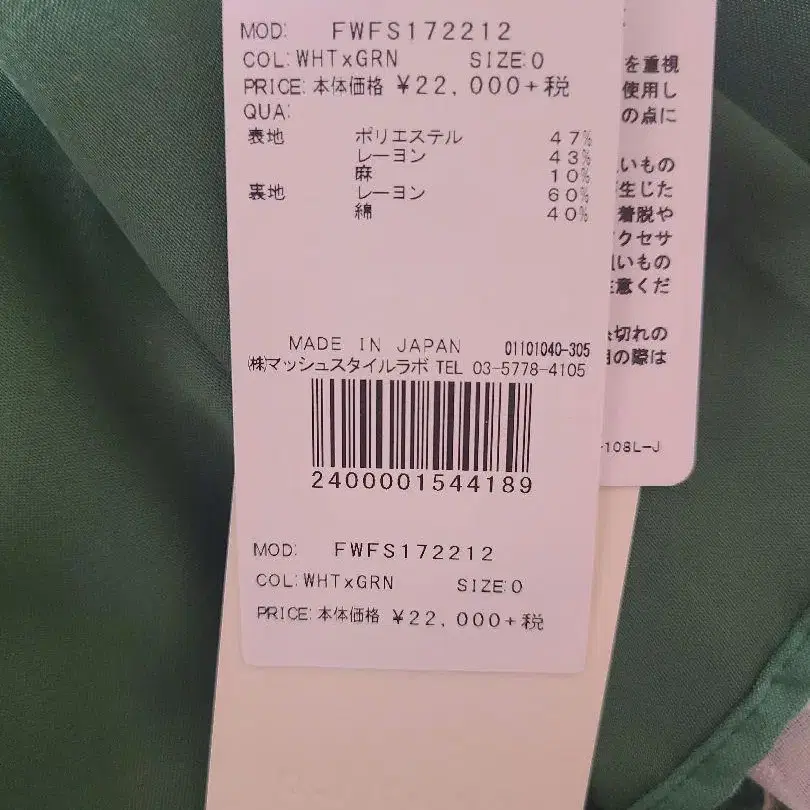 MOD: FWFS172212
COL:WHTxGRN SIZE:0
PRICE:本体価格 ¥22,000+税
QUA:
表地 ポリエステル 47%
レーヨン 43%
麻 10%
裏地 レーヨン 60%
綿 40%
MADE IN JAPAN 01101040-305
㈱マッシュスタイルラボ TEL 03-5778-4105
2400001544189
MOD: FWFS172212
COL:WHTxGRN SIZE:0
PRICE:本体価格 ¥22,000+税
を重視
使用し
の点に
いもの
生じた
着脱や
クセサ
いもの
意くだ
切れの
の際は
-108L-J